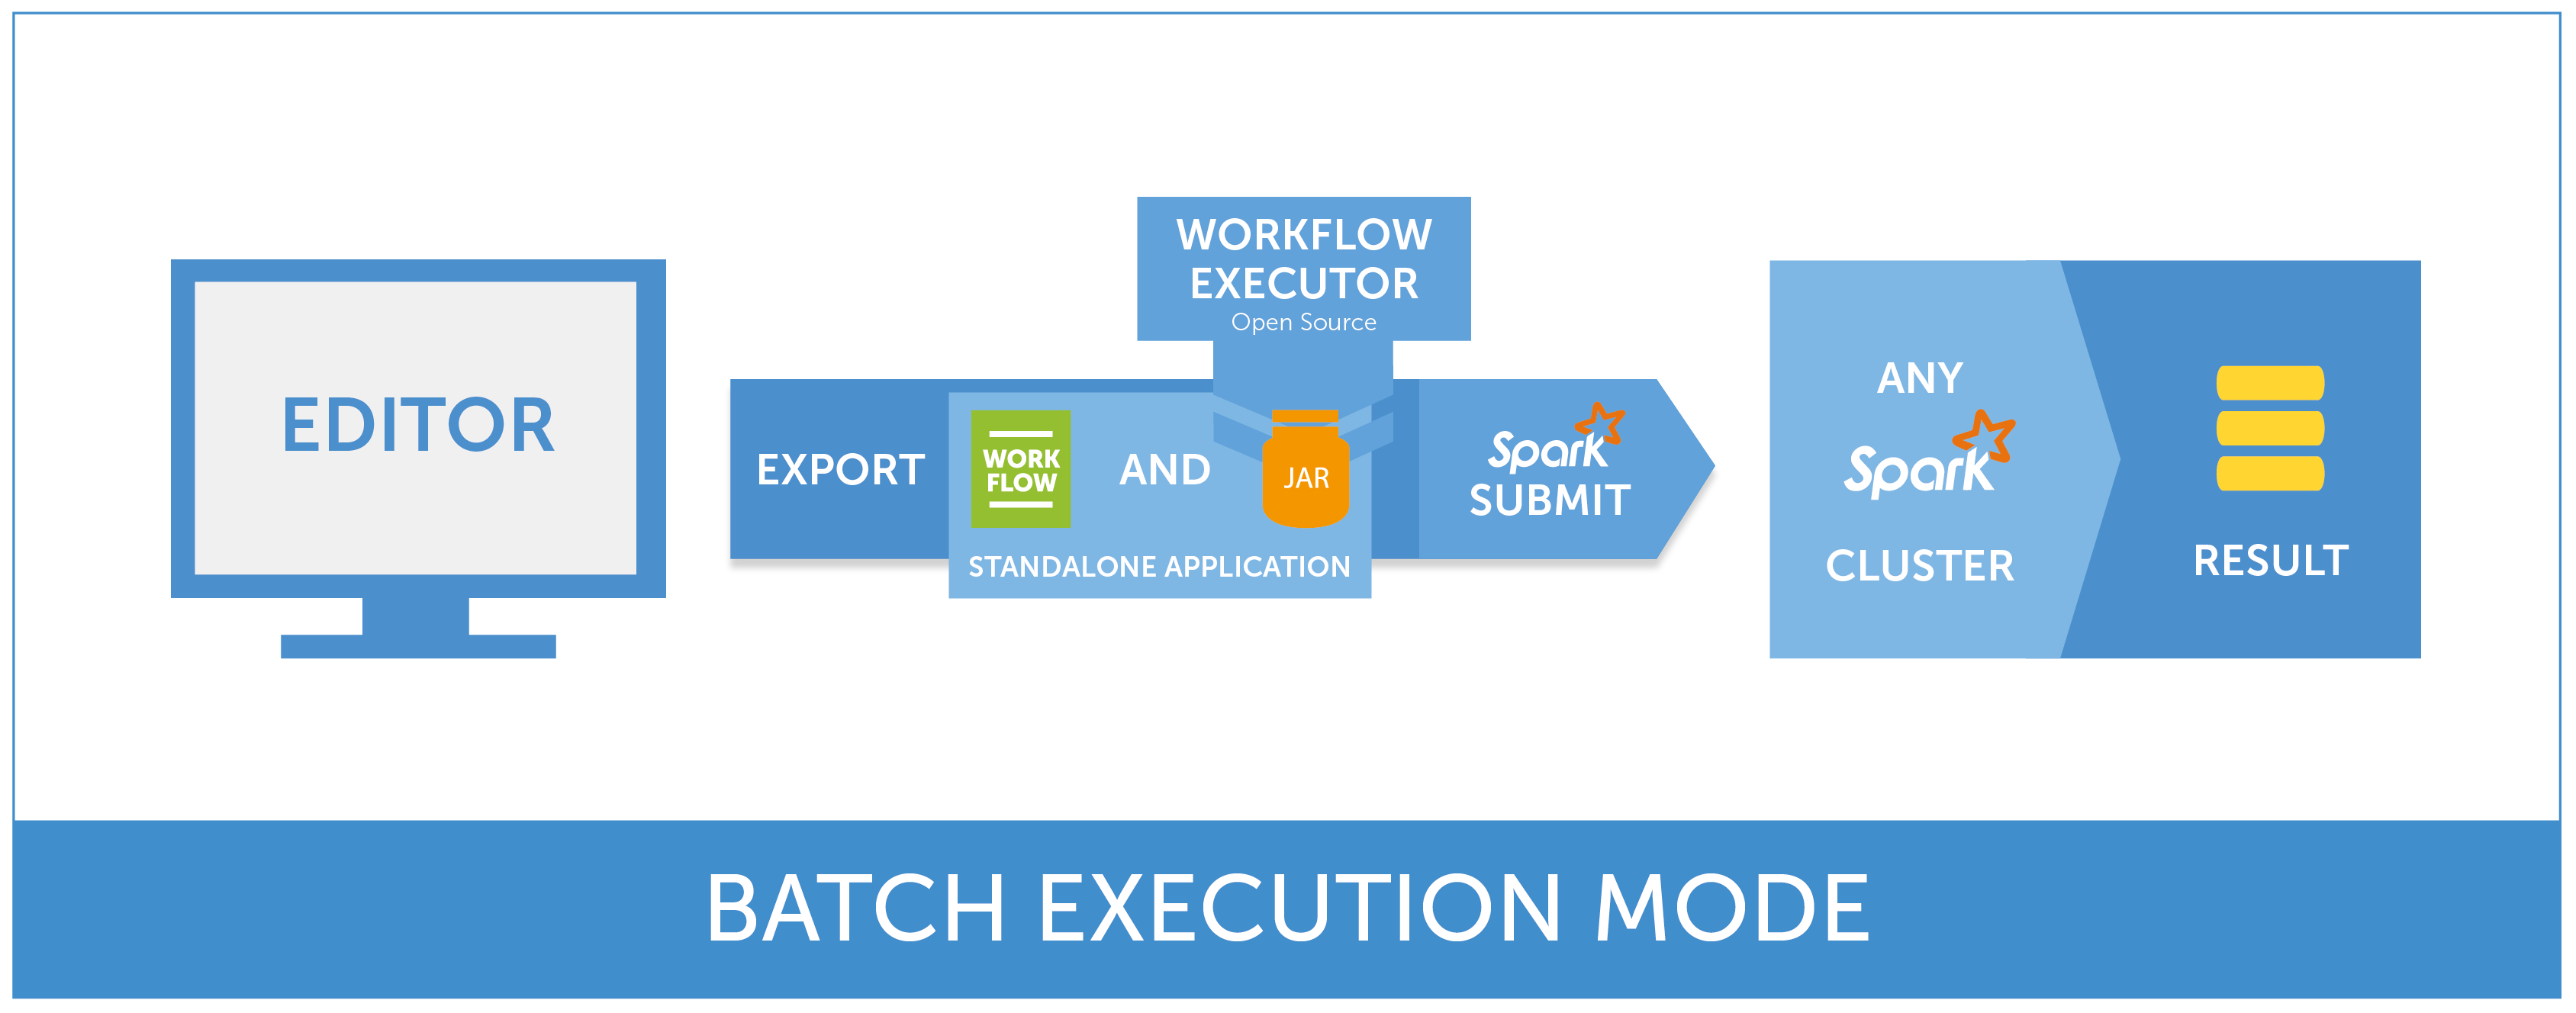 EDITOR
WORKFLOW
EXECUTOR
Open Source
EXPORT
WORK
FLOW
AND
JAR
STANDALONE APPLICATION
Spark
SUBMIT
ANY
Spark
CLUSTER
RESULT
BATCH EXECUTION MODE